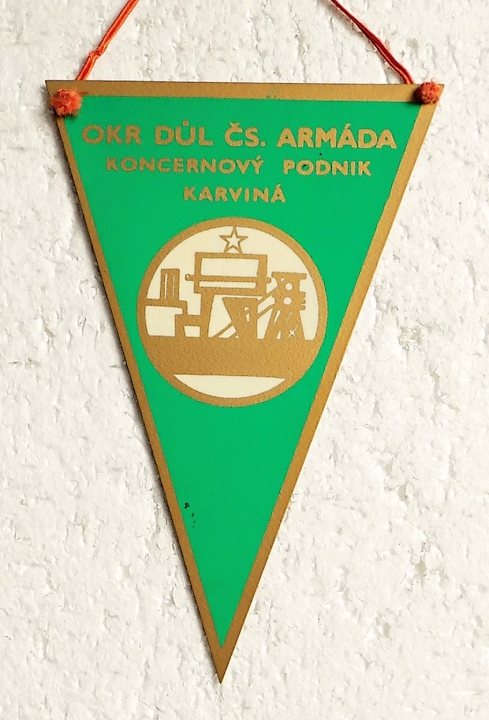 OKR DŮL ČS. ARMÁDA
KONCERNOVÝ PODNIK
KARVINÁ